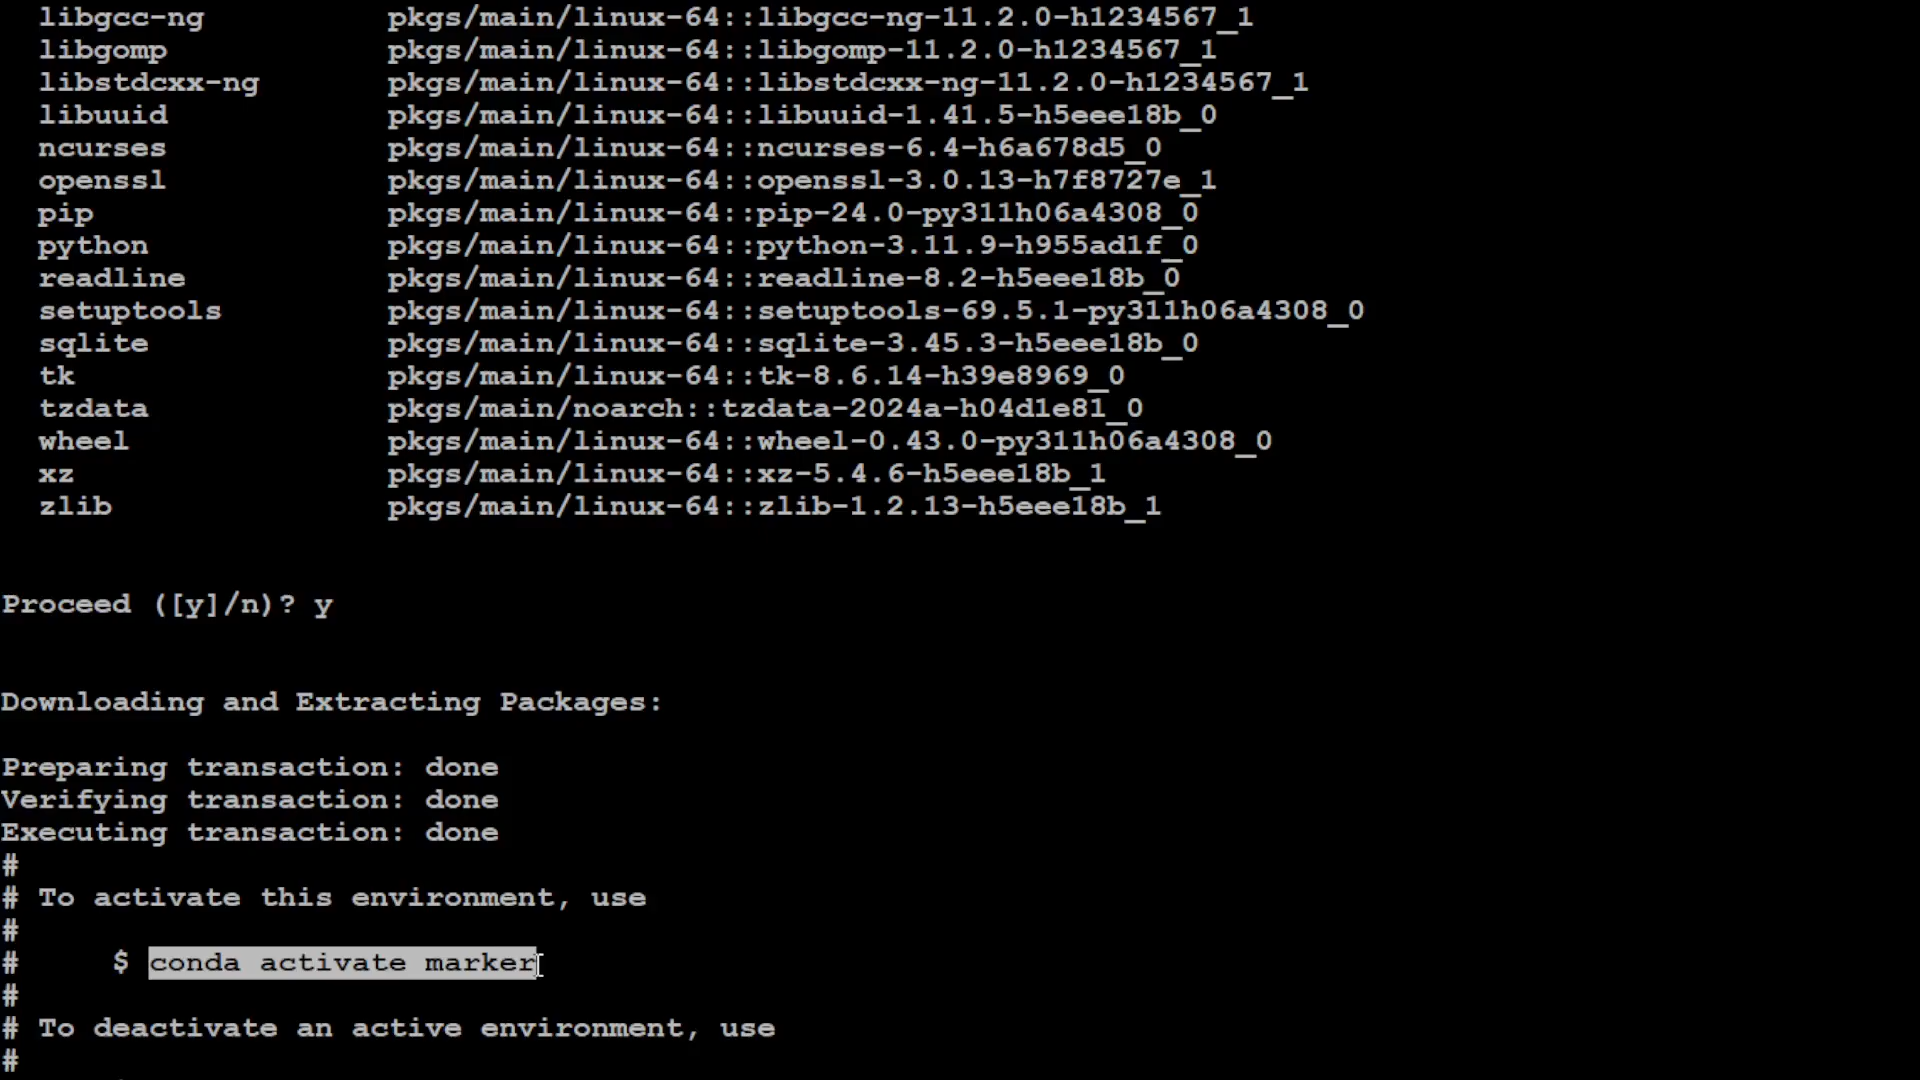 libgcc-ng pkgs/main/linux-64::libgcc-ng-11.2.0-h1234567_1
libgomp pkgs/main/linux-64::libgomp-11.2.0-h1234567_1
libstdcxx-ng pkgs/main/linux-64::libstdcxx-ng-11.2.0-h1234567_1
libuuid pkgs/main/linux-64::libuuid-1.41.5-h5eee18b_0
ncurses pkgs/main/linux-64::ncurses-6.4-h6a678d5_0
openssl pkgs/main/linux-64::openssl-3.0.13-h7f8727e_1
pip pkgs/main/linux-64::pip-24.0-py311h06a4308_0
python pkgs/main/linux-64::python-3.11.9-h955ad1f_0
readline pkgs/main/linux-64::readline-8.2-h5eee18b_0
setuptools pkgs/main/linux-64::setuptools-69.5.1-py311h06a4308_0
sqlite pkgs/main/linux-64::sqlite-3.45.3-h5eee18b_0
tk pkgs/main/linux-64::tk-8.6.14-h39e8969_0
tzdata pkgs/main/noarch::tzdata-2024a-h04d1e81_0
wheel pkgs/main/linux-64::wheel-0.43.0-py311h06a4308_0
xz pkgs/main/linux-64::xz-5.4.6-h5eee18b_1
zlib pkgs/main/linux-64::zlib-1.2.13-h5eee18b_1
Proceed ([y]/n)? y
Downloading and Extracting Packages:
Preparing transaction: done
Verifying transaction: done
Executing transaction: done
#
# To activate this environment, use
#
# $ conda activate marker
#
# To deactivate an active environment, use
#